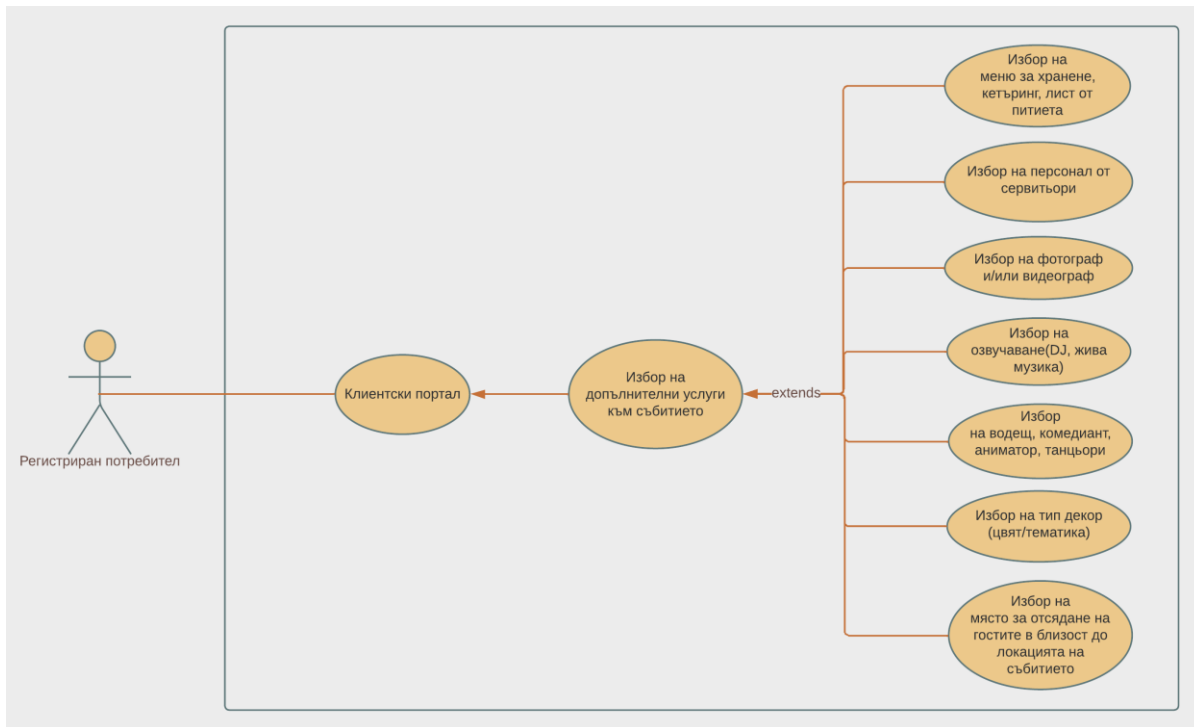 Избор на
меню за хранене,
кетъринг, лист от
питиета
Избор на персонал от
сервитьори
Избор на фотограф
и/или видеограф
Избор на
озвучаване(DJ, жива
музика)
Клиентски портал
Избор на
допълнителни услуги
към събитието
extends
Избор
на водещ, комедиант,
аниматор, танцьори
Регистриран потребител
Избор на тип декор
(цвят/тематика)
Избор на
място за отсядане на
гостите в близост до
локацията на
събитието